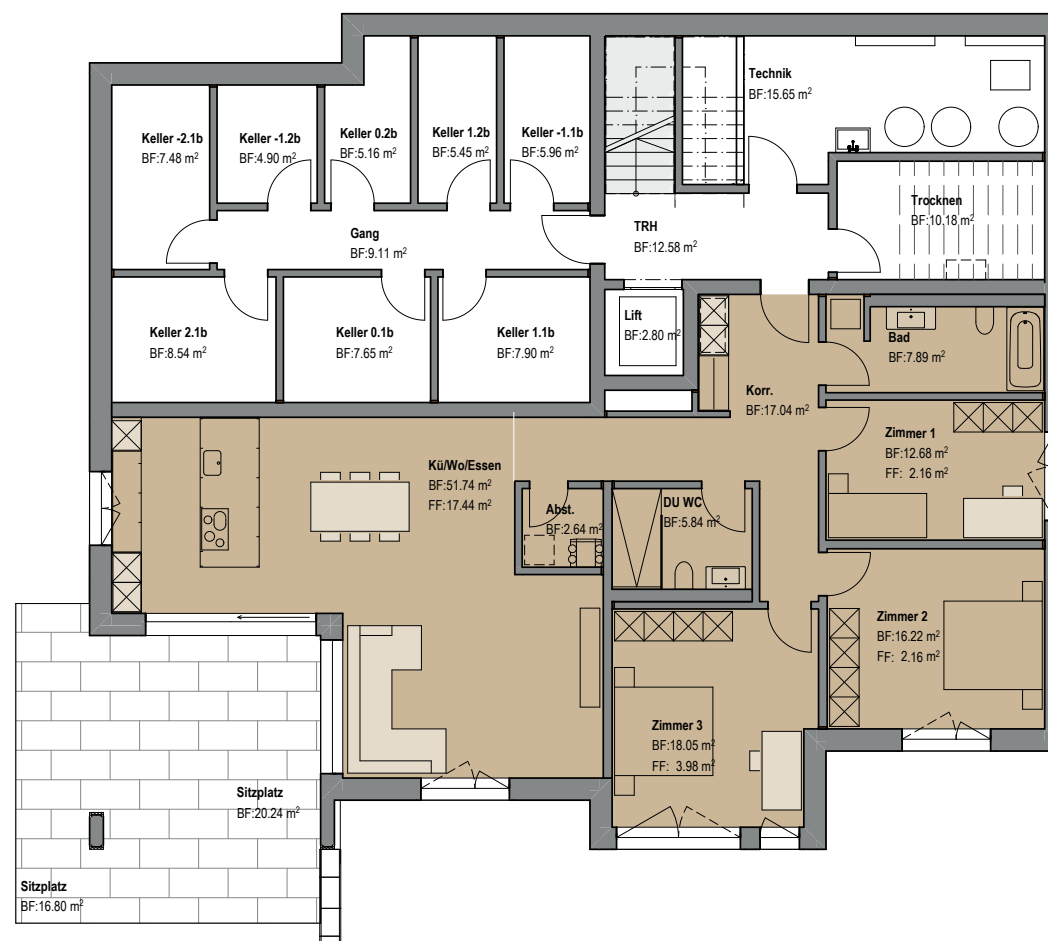 Technik
BF:15.65 m²
Keller -2.1b
BF:7.48 m²
Keller -1.2b
BF:4.90 m²
Keller 0.2b
BF:5.16 m²
Keller 1.2b
BF:5.45 m²
Keller -1.1b
BF:5.96 m²
Trocknen
BF:10.18 m²
Gang
BF:9.11 m²
TRH
BF:12.58 m²
Keller 2.1b
BF:8.54 m²
Keller 0.1b
BF:7.65 m²
Keller 1.1b
BF:7.90 m²
Lift
BF:2.80 m²
Bad
BF:7.89 m²
Korr.
BF:17.04 m²
Zimmer 1
BF:12.68 m²
FF: 2.16 m²
Kü/Wo/Essen
BF:51.74 m²
FF:17.44 m²
Abst.
BF:2.64 m²
DU WC
BF:5.84 m²
Zimmer 2
BF:16.22 m²
FF: 2.16 m²
Zimmer 3
BF:18.05 m²
FF: 3.98 m²
Sitzplatz
BF:20.24 m²
Sitzplatz
BF:16.80 m²